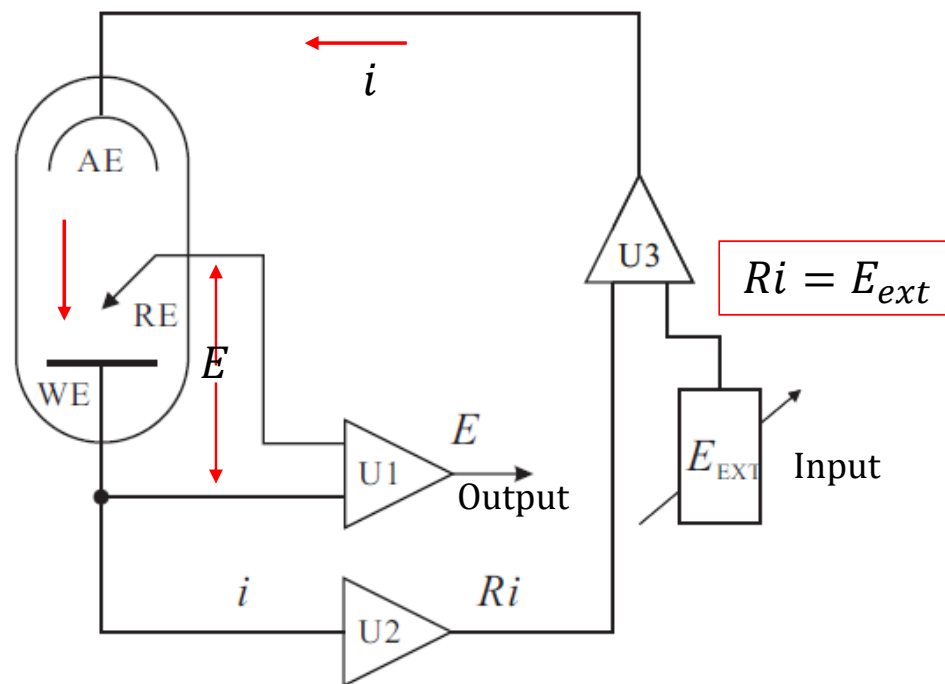 i
AE
U3
Ri = E_ext
RE
E
WE
E
U1
Output
E_EXT
Input
i
Ri
U2